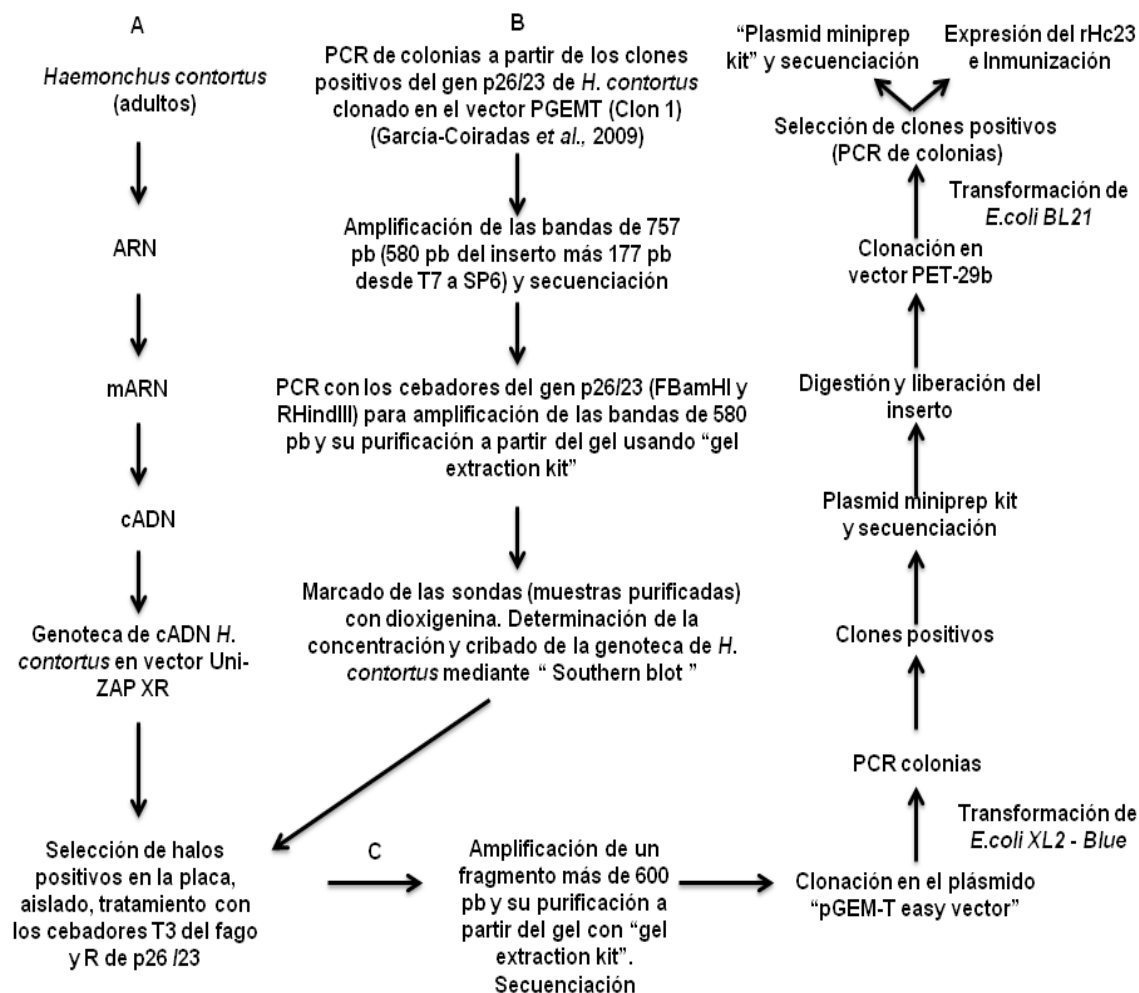 A
Haemonchus contortus
(adultos)
ARN
mARN
cADN
Genoteca de cADN H.
contortus en vector Uni-
ZAP XR
Selección de halos
positivos en la placa,
aislado, tratamiento con
los cebadores T3 del fago
y R de p26 /23
B
PCR de colonias a partir de los clones
positivos del gen p26/23 de H. contortus
clonado en el vector PGEMT (Clon 1)
(García-Coiradas et al., 2009)
Amplificación de las bandas de 757
pb (580 pb del inserto más 177 pb
desde T7 a SP6) y secuenciación
PCR con los cebadores del gen p26/23 (FBamHI y
RHindIII) para amplificación de las bandas de 580
pb y su purificación a partir del gel usando “gel
extraction kit”
Marcado de las sondas (muestras purificadas)
con dioxigenina. Determinación de la
concentración y cribado de la genoteca de H.
contortus mediante “ Southern blot ”
C
Amplificación de un
fragmento más de 600
pb y su purificación a
partir del gel con “gel
extraction kit”.
Secuenciación
“Plasmid miniprep
kit” y secuenciación
Expresión del rHc23
e Inmunización
Selección de clones positivos
(PCR de colonias)
Transformación de
E.coli BL21
Clonación en
vector PET-29b
Digestión y liberación del
inserto
Plasmid miniprep kit
y secuenciación
Clones positivos
PCR colonias
Transformación de
E.coli XL2 - Blue
Clonación en el plásmido
“pGEM-T easy vector”